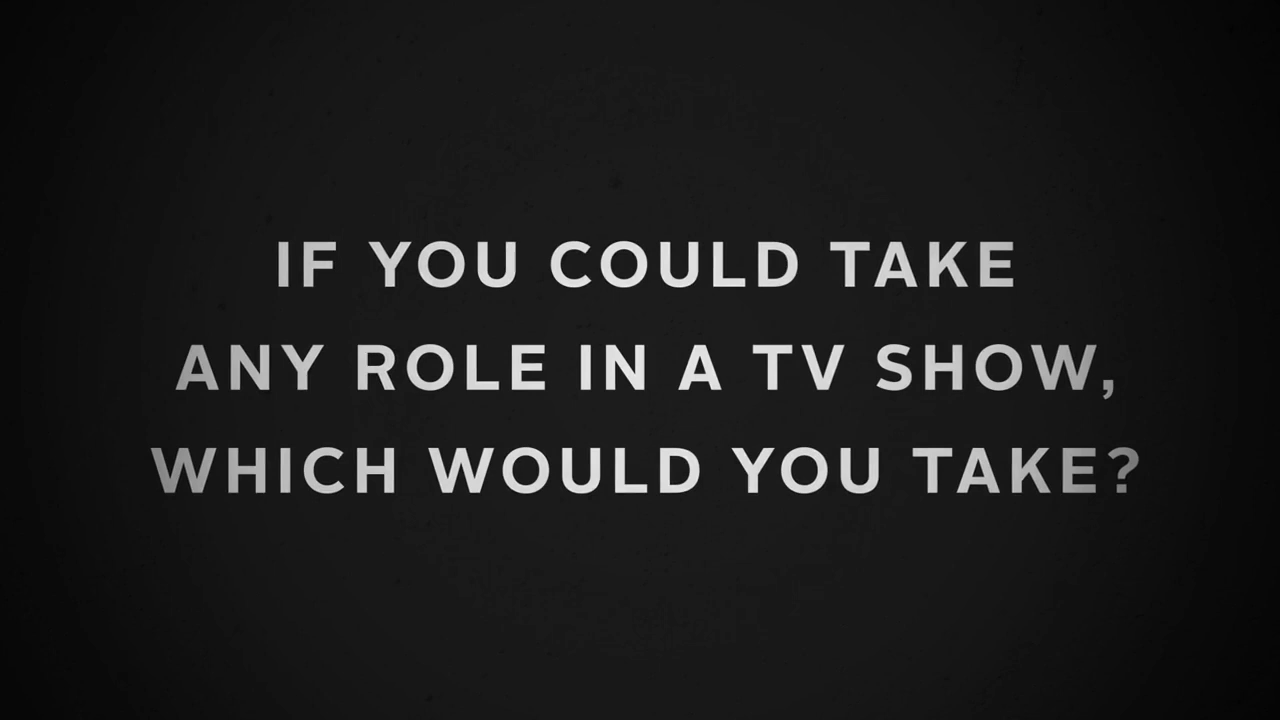 IF YOU COULD TAKE
ANY ROLE IN A TV SHOW,
WHICH WOULD YOU TAKE?